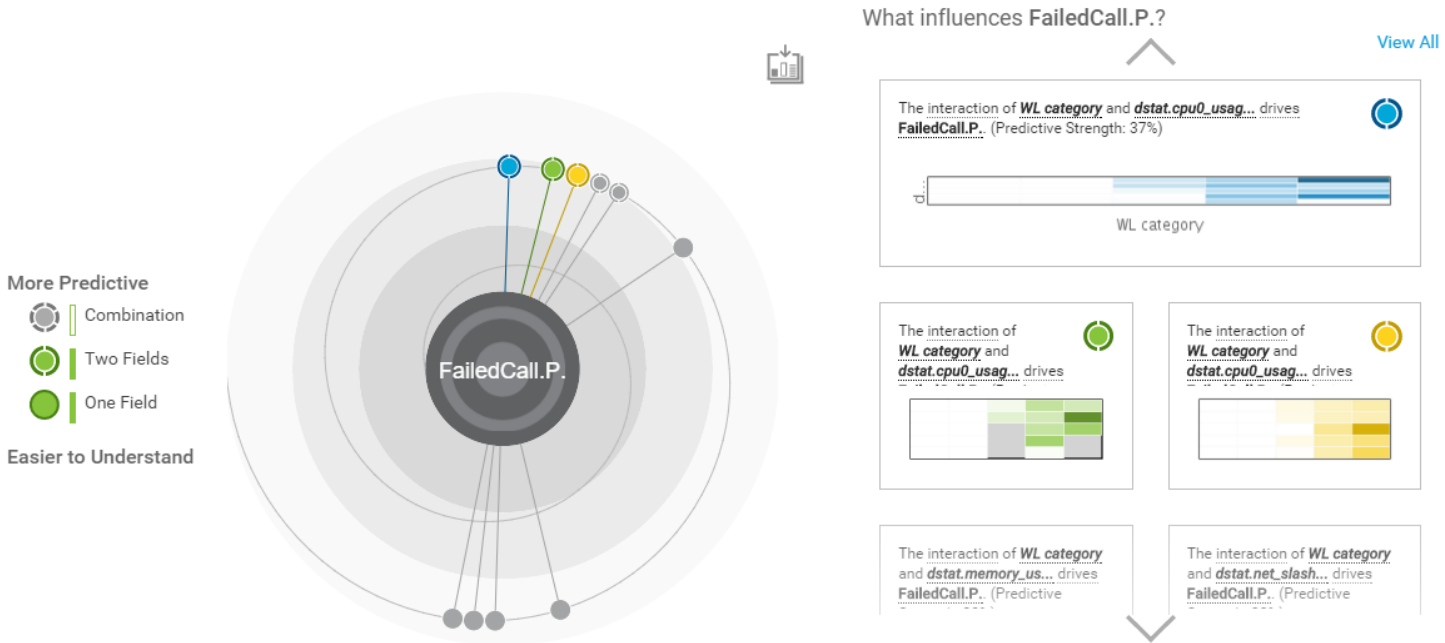 What influences FailedCall.P.?
View All
The interaction of WL category and dstat.cpu0_usag... drives
FailedCall.P.. (Predictive Strength: 37%)
d...
WL category
More Predictive
Combination
Two Fields
One Field
Easier to Understand
FailedCall.P.
The interaction of
WL category and
dstat.cpu0_usag... drives
The interaction of
WL category and
dstat.cpu0_usag... drives
The interaction of WL category
and dstat.memory_us... drives
FailedCall.P.. (Predictive
The interaction of WL category
and dstat.net_slash... drives
FailedCall.P.. (Predictive